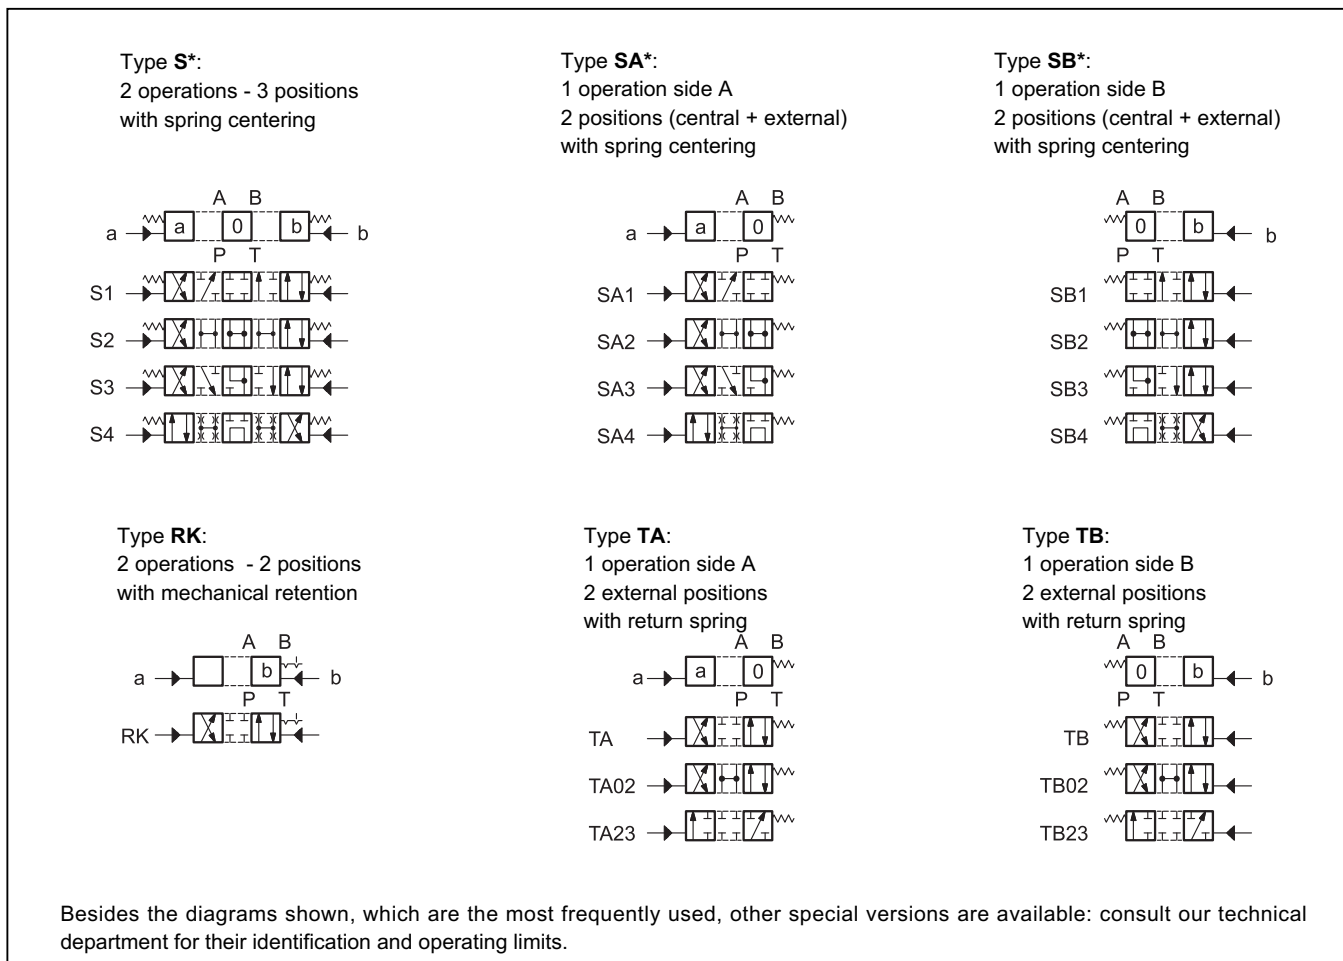 Type S*:
2 operations - 3 positions
with spring centering
A B
a a 0 b b
P T
S1
S2
S3
S4
Type SA*:
1 operation side A
2 positions (central + external)
with spring centering
A B
a a 0
P T
SA1
SA2
SA3
SA4
Type SB*:
1 operation side B
2 positions (central + external)
with spring centering
A B
0 b b
P T
SB1
SB2
SB3
SB4
Type RK:
2 operations - 2 positions
with mechanical retention
A B
a b b
P T
RK
Type TA:
1 operation side A
2 external positions
with return spring
A B
a a 0
P T
TA
TA02
TA23
Type TB:
1 operation side B
2 external positions
with return spring
A B
0 b b
P T
TB
TB02
TB23
Besides the diagrams shown, which are the most frequently used, other special versions are available: consult our technical
department for their identification and operating limits.